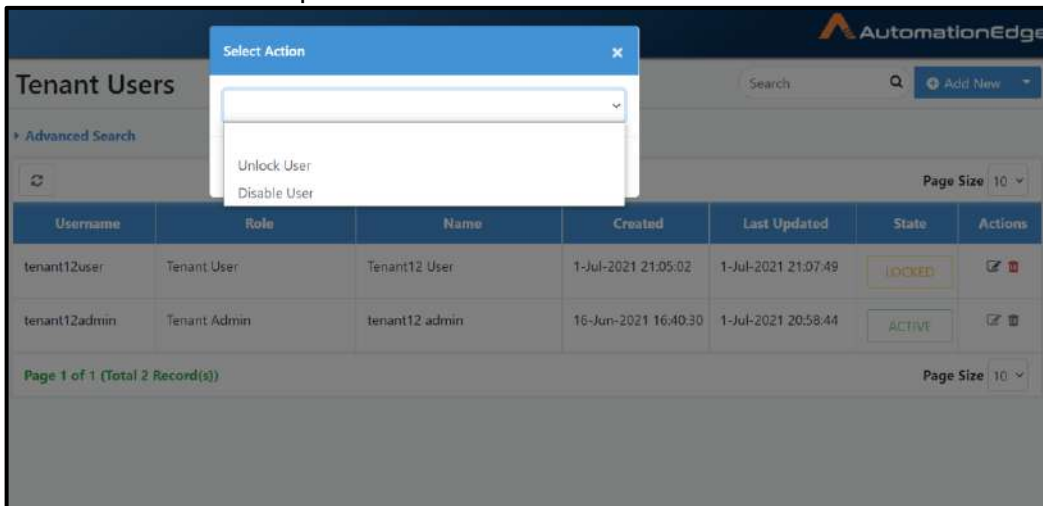 AutomationEdge
Select Action
×
Tenant Users
Search
Add New
Advanced Search
Unlock User
Disable User
Page Size 10
Username Role Name Created Last Updated State Actions
tenant12user Tenant User Tenant12 User 1-Jul-2021 21:05:02 1-Jul-2021 21:07:49 LOCKED
tenant12admin Tenant Admin tenant12 admin 16-Jun-2021 16:40:30 1-Jul-2021 20:58:44 ACTIVE
Page 1 of 1 (Total 2 Record(s)) Page Size 10